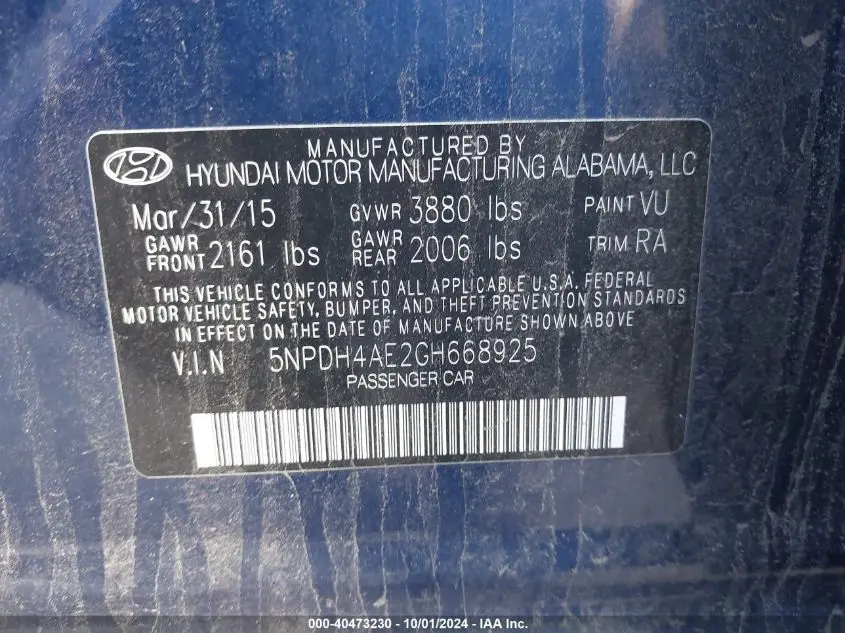 MANUFACTURED BY
HYUNDAI MOTOR MANUFACTURING ALABAMA, LLC
Mar/31/15 GVWR 3880 lbs PAINT VU
GAWR FRONT 2161 lbs GAWR REAR 2006 lbs TRIM RA
THIS VEHICLE CONFORMS TO ALL APPLICABLE U.S.A. FEDERAL
MOTOR VEHICLE SAFETY, BUMPER, AND THEFT PREVENTION STANDARDS
IN EFFECT ON THE DATE OF MANUFACTURE SHOWN ABOVE
V.I.N 5NPDH4AE2GH668925
PASSENGER CAR
000-40473230 - 10/01/2024 - IAA Inc.